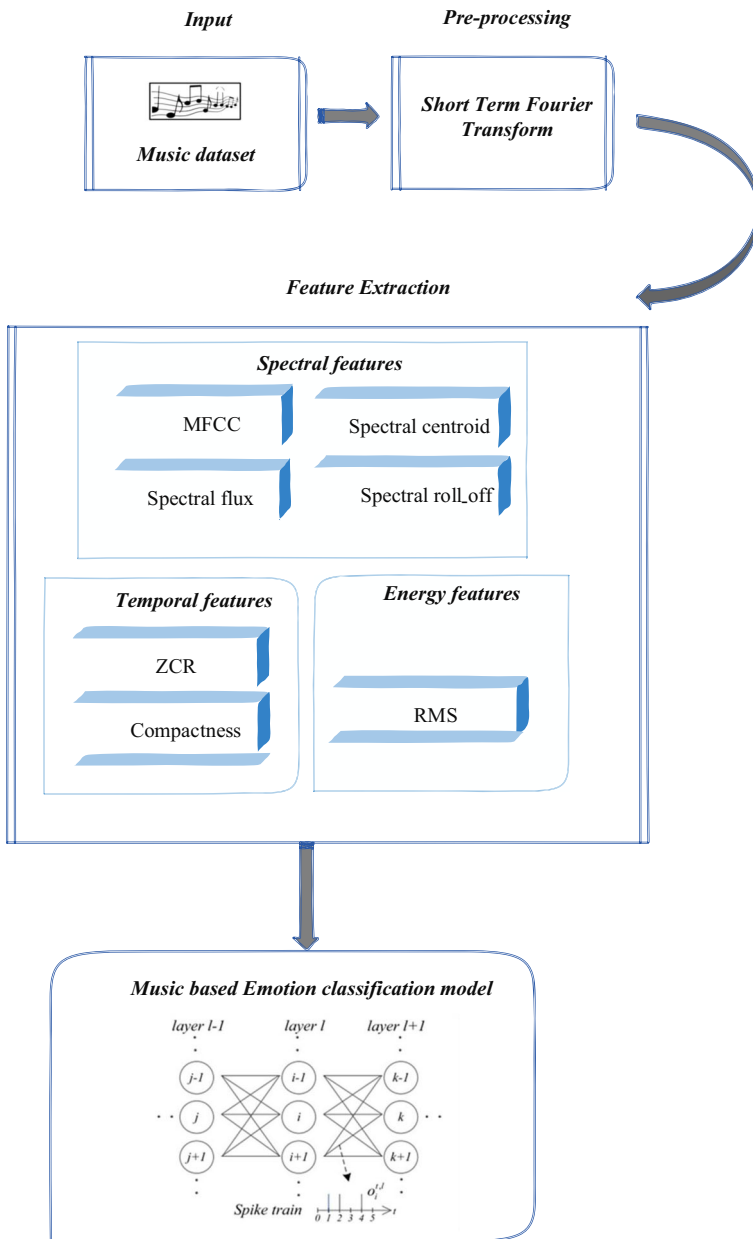 Input
Pre-processing
Music dataset
Short Term Fourier
Transform
Feature Extraction
Spectral features
MFCC
Spectral centroid
Spectral flux
Spectral roll_off
Temporal features
Energy features
ZCR
Compactness
RMS
Music based Emotion classification model
layer l-1
layer l
layer l+1
j-1
i-1
k-1
j
i
k
j+1
i+1
k+1
o_i^{t,l}
Spike train
0 1 2 3 4 5 t